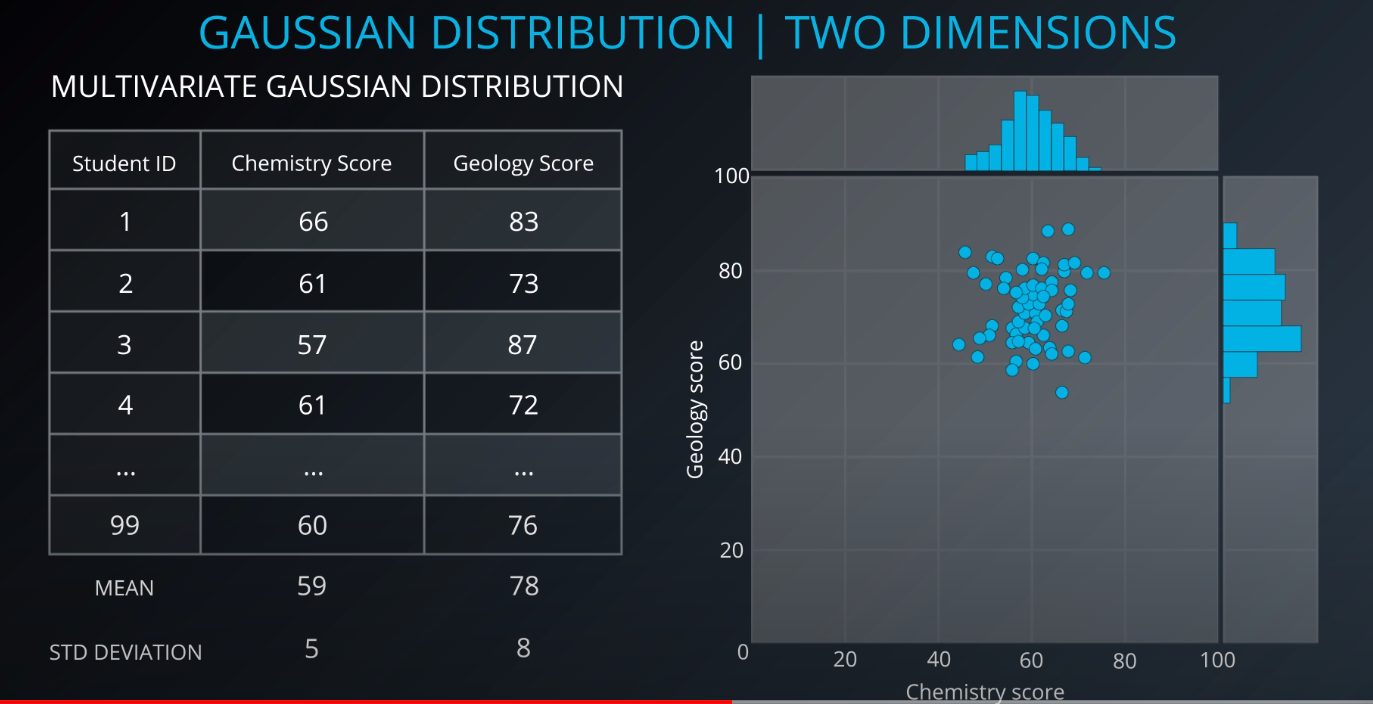 GAUSSIAN DISTRIBUTION | TWO DIMENSIONS
MULTIVARIATE GAUSSIAN DISTRIBUTION
Student ID Chemistry Score Geology Score
1 66 83
2 61 73
3 57 87
4 61 72
... ... ...
99 60 76
MEAN 59 78
STD DEVIATION 5 8
100
80
60
40
20
0
Geology score
20 40 60 80 100
Chemistry score